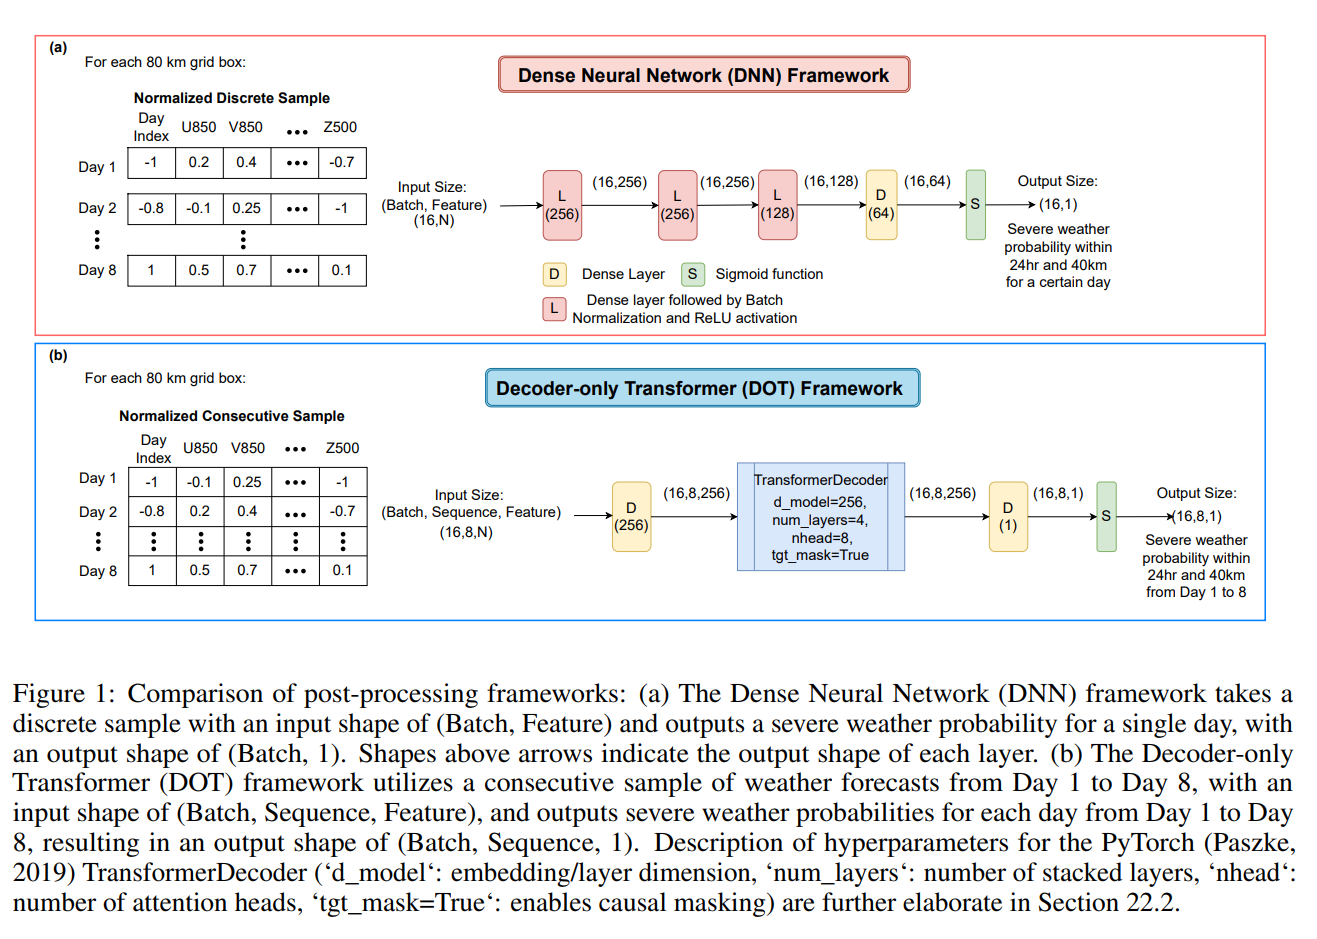 (a)
For each 80 km grid box:
Dense Neural Network (DNN) Framework
Normalized Discrete Sample
Day Index U850 V850 ••• Z500
Day 1 -1 0.2 0.4 ••• -0.7
Day 2 -0.8 -0.1 0.25 ••• -1
Day 8 1 0.5 0.7 ••• 0.1
Input Size:
(Batch, Feature)
(16,N)
L
(256)
(16,256)
L
(256)
(16,256)
L
(128)
(16,128)
D
(64)
(16,64)
S
Output Size:
(16,1)
Severe weather
probability within
24hr and 40km
for a certain day
D Dense Layer
S Sigmoid function
L Dense layer followed by Batch
Normalization and ReLU activation
(b)
For each 80 km grid box:
Decoder-only Transformer (DOT) Framework
Normalized Consecutive Sample
Day Index U850 V850 ••• Z500
Day 1 -1 -0.1 0.25 ••• -1
Day 2 -0.8 0.2 0.4 ••• -0.7
Day 8 1 0.5 0.7 ••• 0.1
Input Size:
(Batch, Sequence, Feature)
(16,8,N)
D
(256)
(16,8,256)
TransformerDecoder
d_model=256,
num_layers=4,
nhead=8,
tgt_mask=True
(16,8,256)
D
(1)
(16,8,1)
S
Output Size:
(16,8,1)
Severe weather
probability within
24hr and 40km
from Day 1 to 8
Figure 1: Comparison of post-processing frameworks: (a) The Dense Neural Network (DNN) framework takes a
discrete sample with an input shape of (Batch, Feature) and outputs a severe weather probability for a single day, with
an output shape of (Batch, 1). Shapes above arrows indicate the output shape of each layer. (b) The Decoder-only
Transformer (DOT) framework utilizes a consecutive sample of weather forecasts from Day 1 to Day 8, with an
input shape of (Batch, Sequence, Feature), and outputs severe weather probabilities for each day from Day 1 to Day
8, resulting in an output shape of (Batch, Sequence, 1). Description of hyperparameters for the PyTorch (Paszke,
2019) TransformerDecoder (‘d_model‘: embedding/layer dimension, ‘num_layers‘: number of stacked layers, ‘nhead‘:
number of attention heads, ‘tgt_mask=True‘: enables causal masking) are further elaborate in Section 22.2.